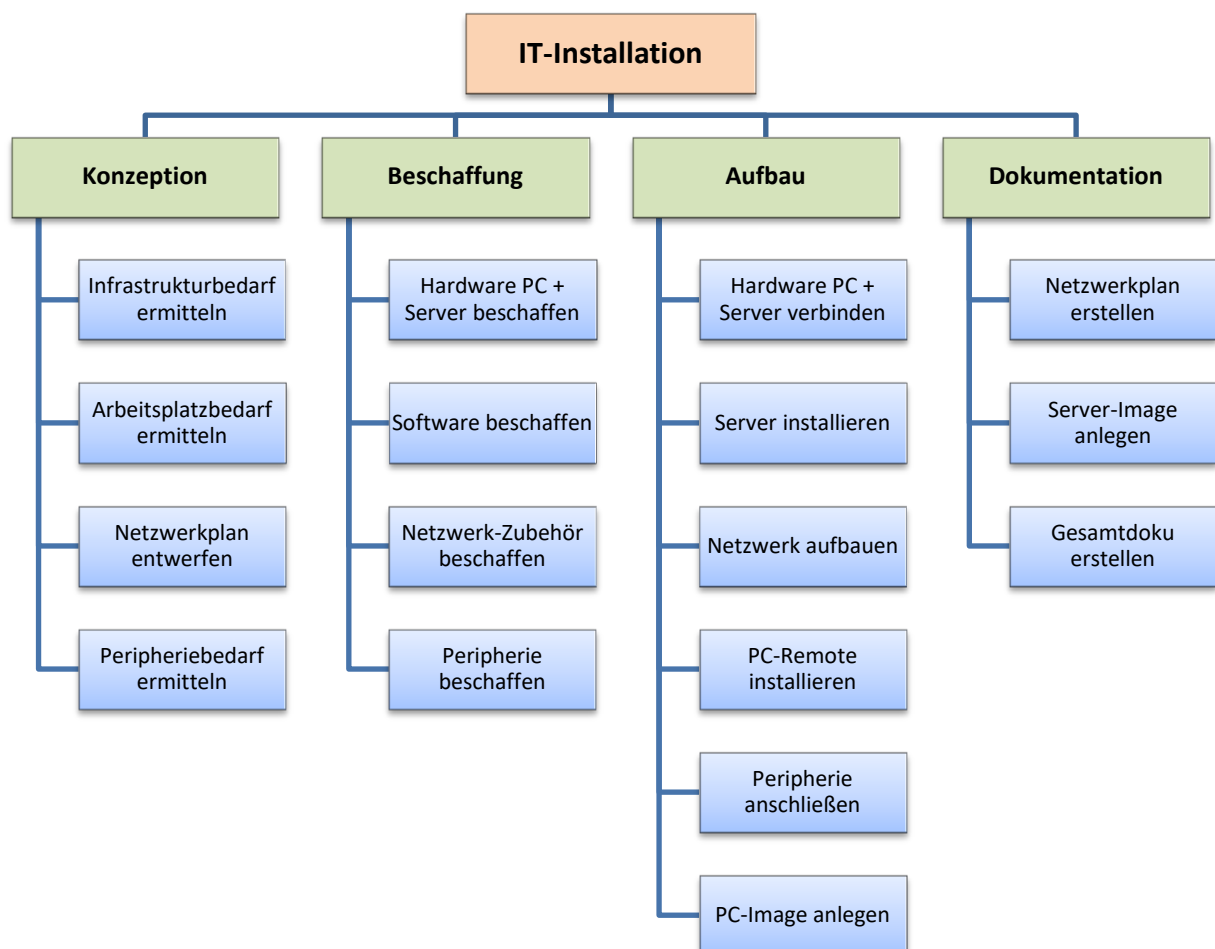 IT-Installation
Konzeption
Infrastrukturbedarf
ermitteln
Arbeitsplatzbedarf
ermitteln
Netzwerkplan
entwerfen
Peripheriebedarf
ermitteln
Beschaffung
Hardware PC +
Server beschaffen
Software beschaffen
Netzwerk-Zubehör
beschaffen
Peripherie
beschaffen
Aufbau
Hardware PC +
Server verbinden
Server installieren
Netzwerk aufbauen
PC-Remote
installieren
Peripherie
anschließen
PC-Image anlegen
Dokumentation
Netzwerkplan
erstellen
Server-Image
anlegen
Gesamtdoku
erstellen